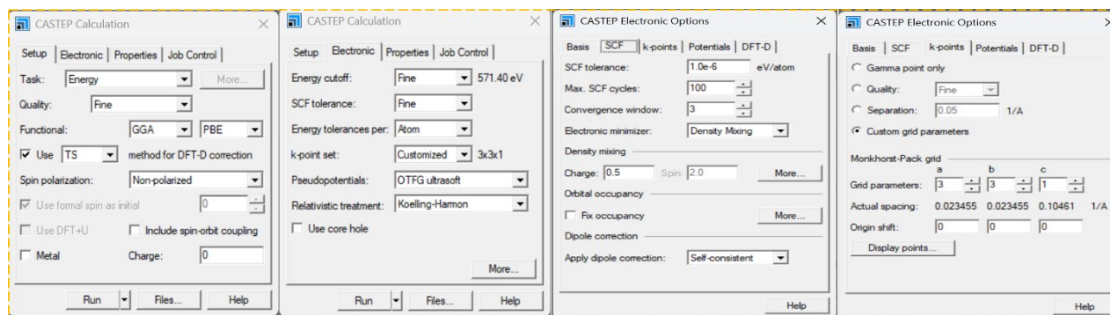 CASTEP Calculation
Setup Electronic Properties Job Control
Task: Energy More...
Quality: Fine
Functional: GGA PBE
Use TS method for DFT-D correction
Spin polarization: Non-polarized
Use formal spin as initial 0
Use DFT+U Include spin-orbit coupling
Metal Charge: 0
Run Files... Help
CASTEP Calculation
Setup Electronic Properties Job Control
Energy cutoff: Fine 571.40 eV
SCF tolerance: Fine
Energy tolerances per: Atom
k-point set: Customized 3x3x1
Pseudopotentials: OTFG ultrasoft
Relativistic treatment: Koelling-Harmon
Use core hole
More...
Run Files... Help
CASTEP Electronic Options
Basis SCF k-points Potentials DFT-D
SCF tolerance: 1.0e-6 eV/atom
Max. SCF cycles: 100
Convergence window: 3
Electronic minimizer: Density Mixing
Density mixing
Charge: 0.5 Spin: 2.0 More...
Orbital occupancy
Fix occupancy More...
Dipole correction
Apply dipole correction: Self-consistent
Help
CASTEP Electronic Options
Basis SCF k-points Potentials DFT-D
Gamma point only
Quality: Fine
Separation: 0.05 1/A
Custom grid parameters
Monkhorst-Pack grid
a b c
Grid parameters: 3 3 1
Actual spacing: 0.023455 0.023455 0.10461 1/A
Origin shift: 0 0 0
Display points...
Help